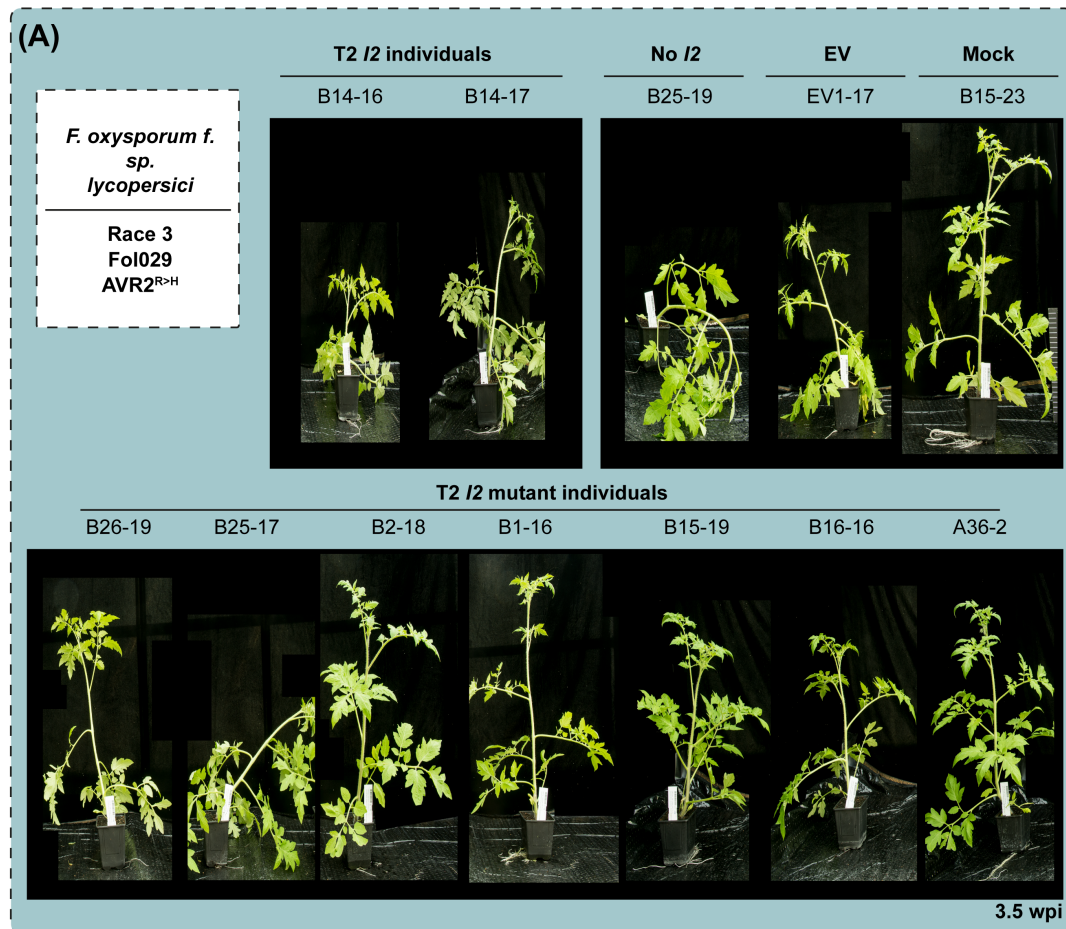 (A)
T2 I2 individuals
No I2
EV
Mock
B14-16
B14-17
B25-19
EV1-17
B15-23
F. oxysporum f.
sp.
lycopersici
Race 3
Fol029
AVR2R>H
T2 I2 mutant individuals
B26-19
B25-17
B2-18
B1-16
B15-19
B16-16
A36-2
3.5 wpi